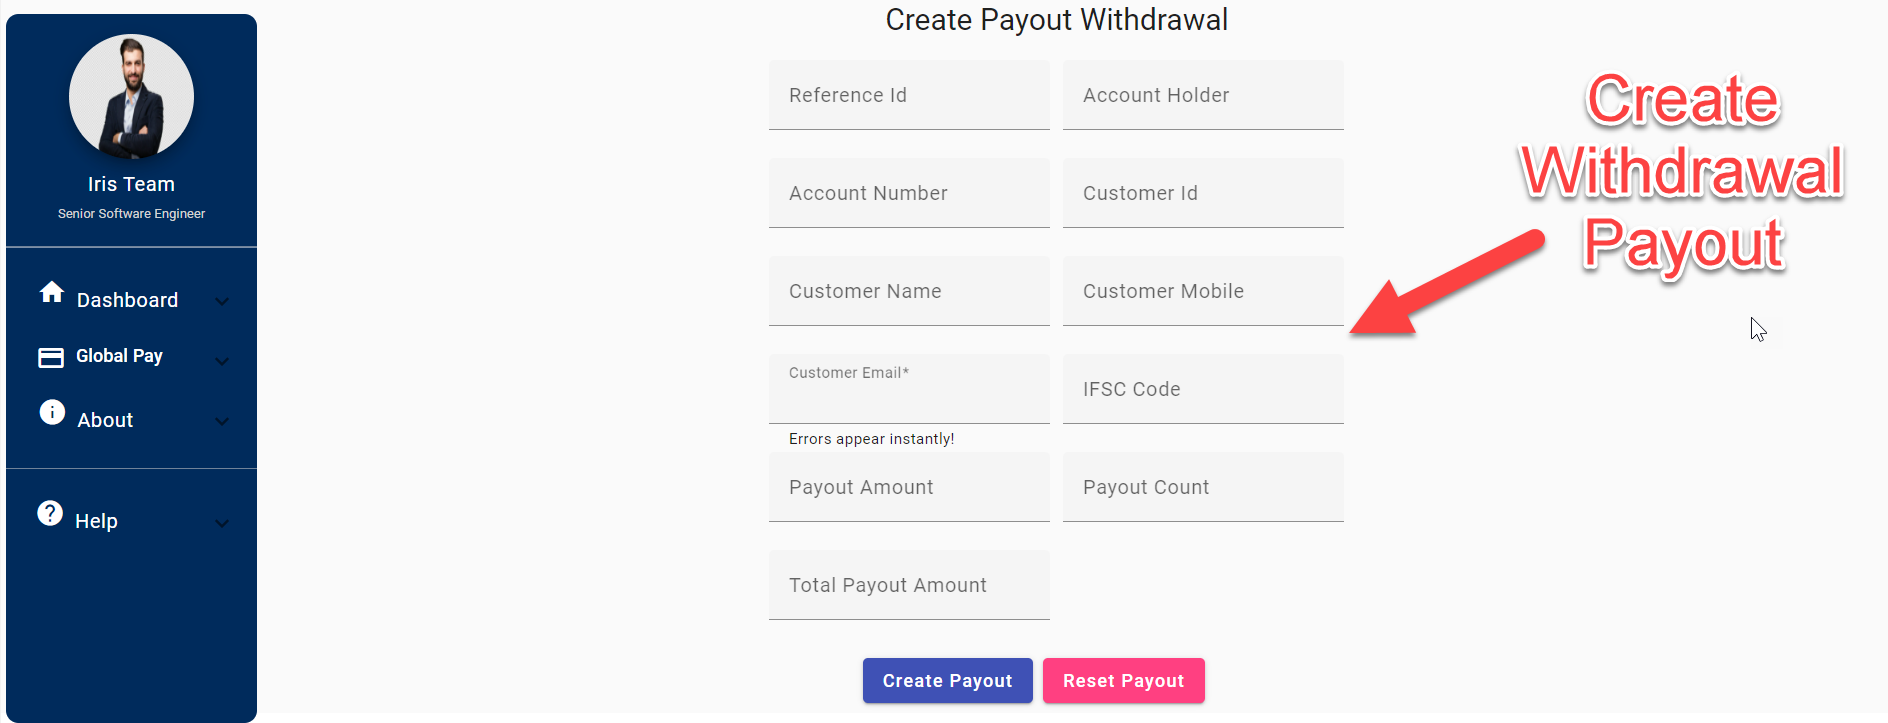 Iris Team
Senior Software Engineer
Dashboard
Global Pay
About
Help
Create Payout Withdrawal
Reference Id
Account Holder
Account Number
Customer Id
Customer Name
Customer Mobile
Customer Email*
IFSC Code
Errors appear instantly!
Payout Amount
Payout Count
Total Payout Amount
Create Payout
Reset Payout
Create
Withdrawal
Payout